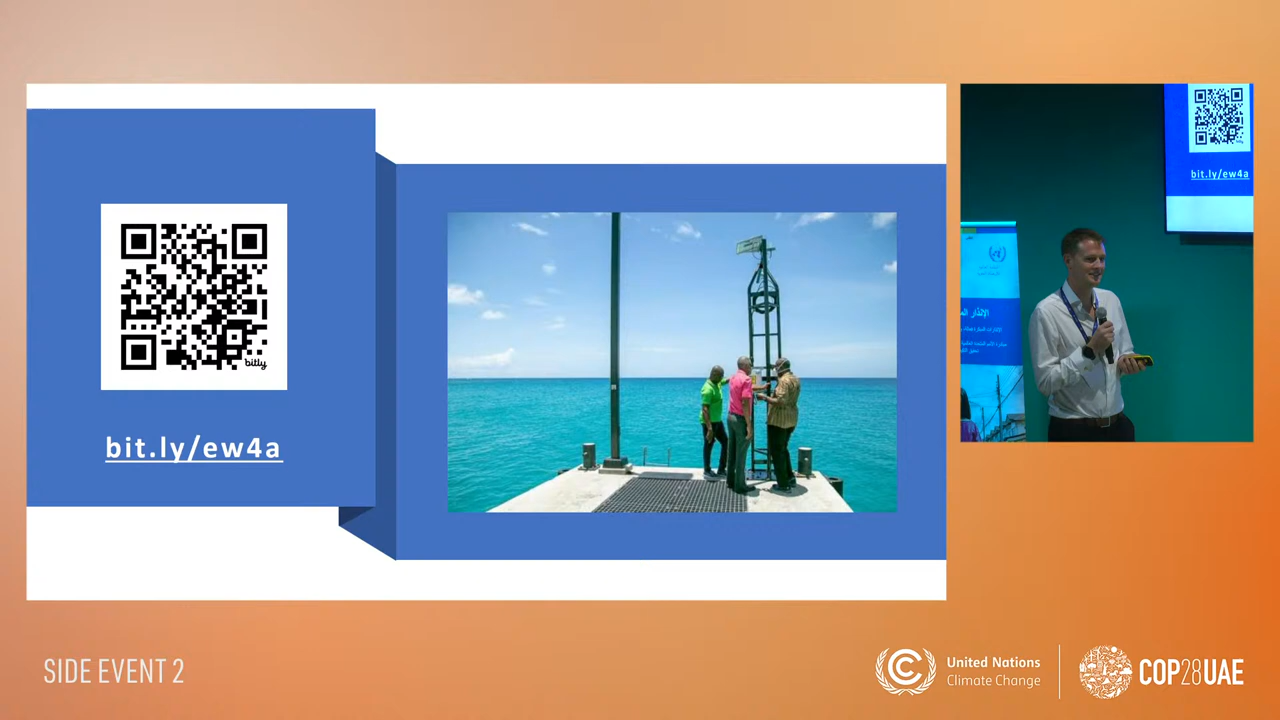 bitly
bit.ly/ew4a
bit.ly/ew4a
SIDE EVENT 2
United Nations
Climate Change
COP28UAE